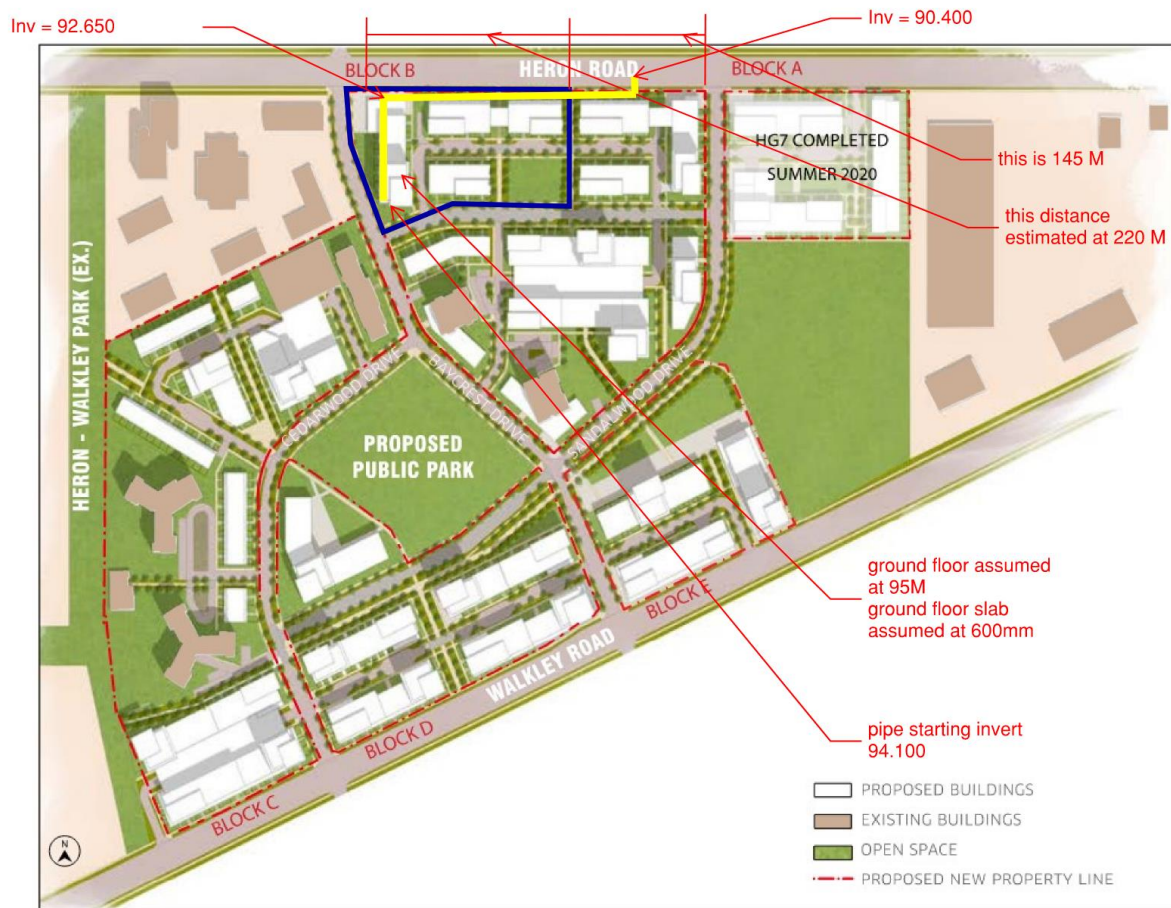 Inv = 92.650
Inv = 90.400
BLOCK B
HERON ROAD
BLOCK A
HG7 COMPLETED
SUMMER 2020
this is 145 M
this distance
estimated at 220 M
HERON - WALKLEY PARK (EX.)
CEDARWOOD DRIVE
BAYCREST DRIVE
SANDALWOOD DRIVE
PROPOSED
PUBLIC PARK
ground floor assumed
at 95M
ground floor slab
assumed at 600mm
BLOCK E
WALKLEY ROAD
pipe starting invert
94.100
BLOCK D
BLOCK C
N
PROPOSED BUILDINGS
EXISTING BUILDINGS
OPEN SPACE
PROPOSED NEW PROPERTY LINE